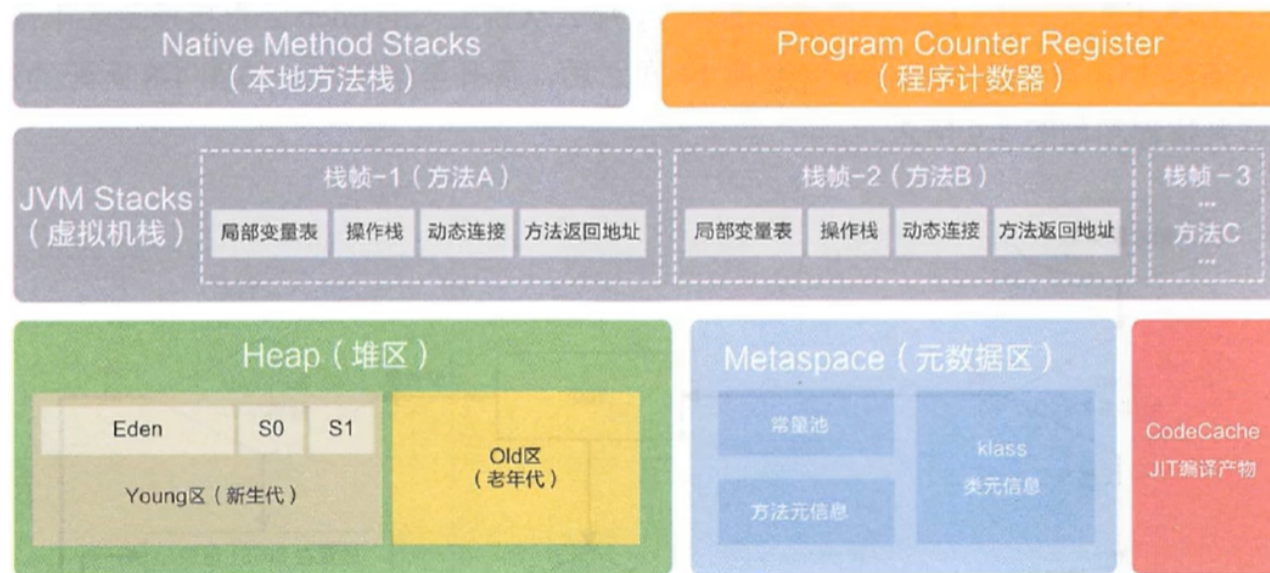 Native Method Stacks
（本地方法栈）
Program Counter Register
（程序计数器）
JVM Stacks
（虚拟机栈）
栈帧-1（方法A）
局部变量表
操作栈
动态连接
方法返回地址
栈帧-2（方法B）
局部变量表
操作栈
动态连接
方法返回地址
栈帧-3
...
方法C
...
Heap（堆区）
Eden
S0
S1
Young区（新生代）
Old区
（老年代）
Metaspace（元数据区）
常量池
方法元信息
klass
类元信息
CodeCache
JIT编译产物